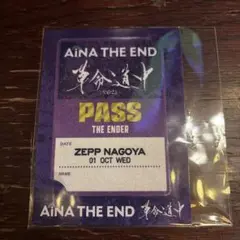 AiNA THE END
革命道中
PASS
THE ENDER
DATE
ZEPP NAGOYA
01 OCT WED
NAME
AiNA THE END 革命道中